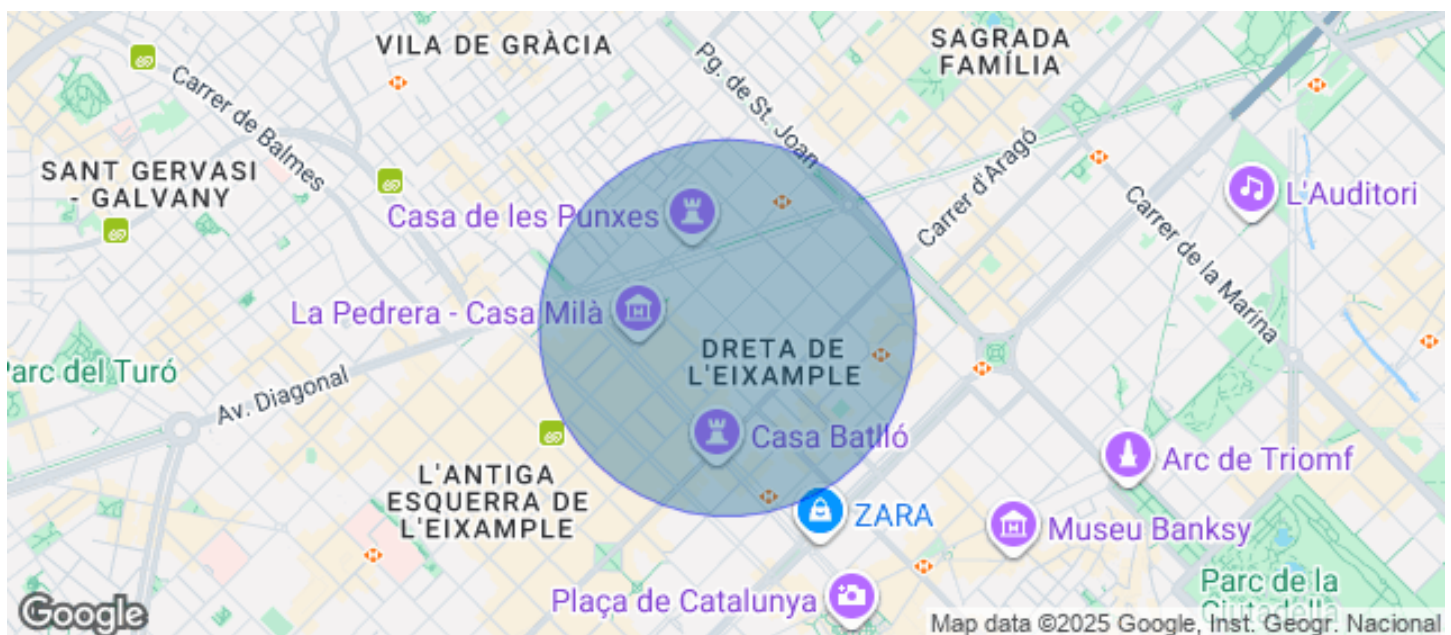 VILA DE GRÀCIA
SAGRADA
FAMÍLIA
Pg. de St. Joan
Carrer de Balmes
Carrer d'Aragó
SANT GERVASI
- GALVANY
Casa de les Punxes
L'Auditori
Carrer de la Marina
La Pedrera - Casa Milà
DRETA DE
L'EIXAMPLE
Parc del Turó
Av. Diagonal
Casa Batlló
L'ANTIGA
ESQUERRA DE
L'EIXAMPLE
Arc de Triomf
ZARA
Museu Banksy
Plaça de Catalunya
Parc de la
Ciutadella
Google
Map data ©2025 Google, Inst. Geogr. Nacional